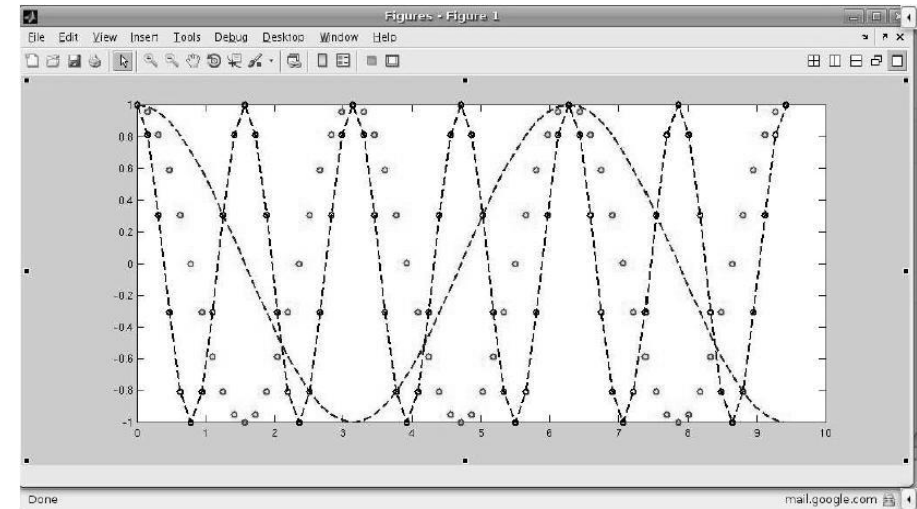 Figures - Figure 1
File Edit View Insert Tools Debug Desktop Window Help
1
0.8
0.6
0.4
0.2
0
-0.2
-0.4
-0.6
-0.8
-1
0 1 2 3 4 5 6 7 8 9 10
Done
mail.google.com